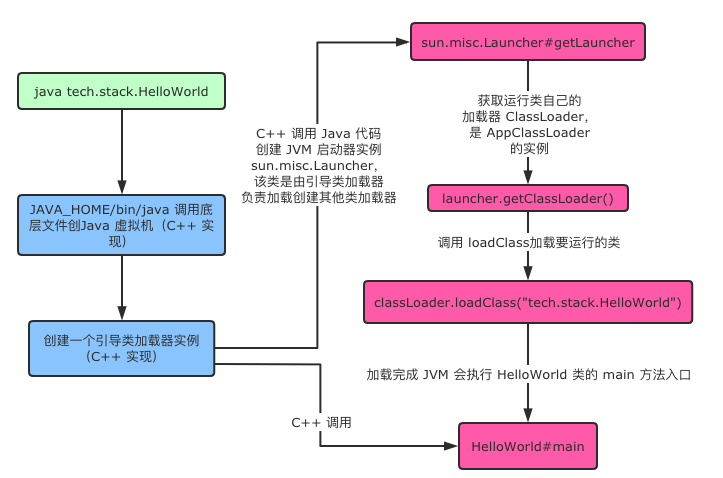 java tech.stack.HelloWorld
JAVA_HOME/bin/java 调用底
层文件创Java 虚拟机（C++ 实
现）
创建一个引导类加载器实例
（C++ 实现）
C++ 调用 Java 代码
创建 JVM 启动器实例
sun.misc.Launcher，
该类是由引导类加载器
负责加载创建其他类加载器
C++ 调用
sun.misc.Launcher#getLauncher
获取运行类自己的
加载器 ClassLoader，
是 AppClassLoader
的实例
launcher.getClassLoader()
调用 loadClass加载要运行的类
classLoader.loadClass("tech.stack.HelloWorld")
加载完成 JVM 会执行 HelloWorld 类的 main 方法入口
HelloWorld#main